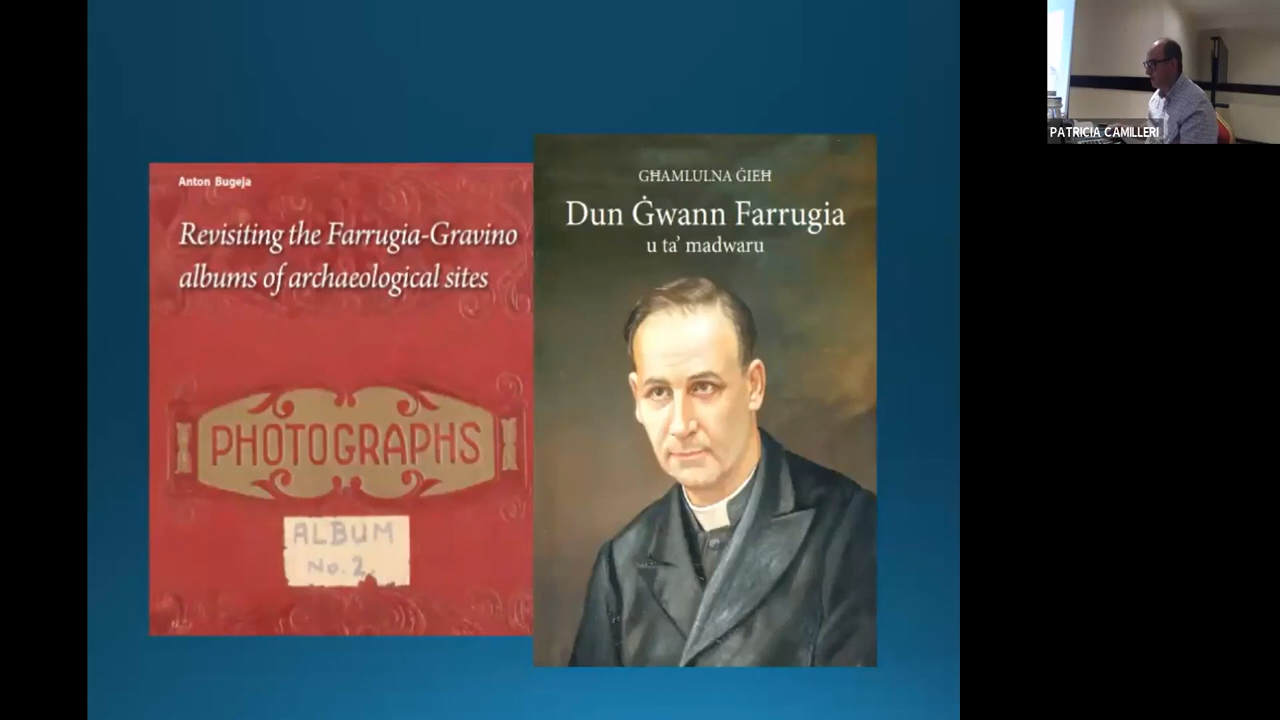 Anton Bugeja
Revisiting the Farrugia-Gravino
albums of archaeological sites
PHOTOGRAPHS
ALBUM
No. 2.
GĦAMLULNA ĠIEĦ
Dun Ġwann Farrugia
u ta’ madwaru
PATRICIA CAMILLERI